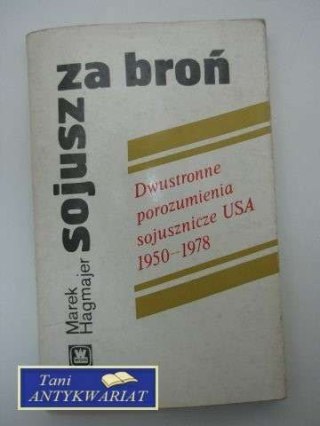 sojusz za broń
Marek
Hagmajer
Dwustronne
porozumienia
sojusznicze USA
1950-1978
Tani
ANTYKWARIAT